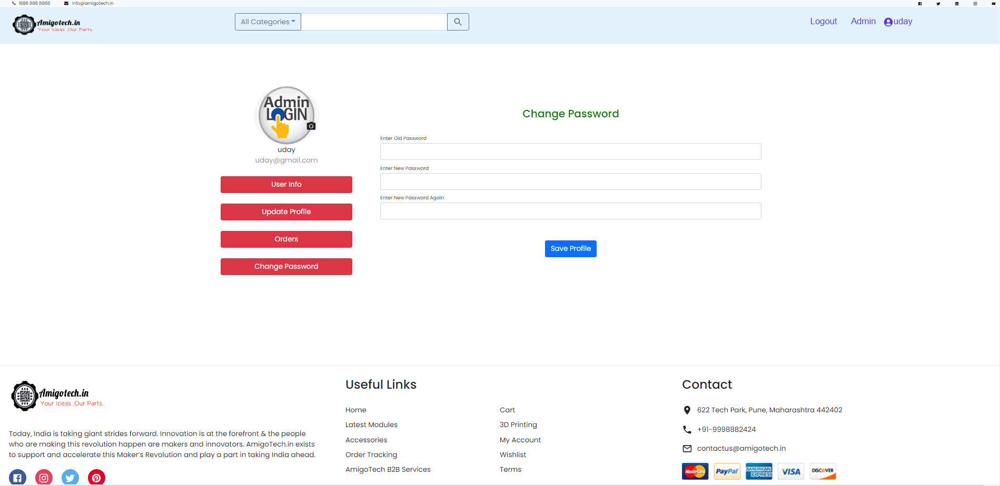 1888 888 8888 info@amigotech.in
Amigotech.in
Your Ideas ,Our Parts.
All Categories
Logout Admin uday
Admin
LOGIN
uday
uday@gmail.com
User Info
Update Profile
Orders
Change Password
Change Password
Enter Old Password
Enter New Password
Enter New Password Again
Save Profile
Amigotech.in
Your Ideas ,Our Parts.
Today, India is taking giant strides forward. Innovation is at the forefront & the people
who are making this revolution happen are makers and innovators. AmigoTech.in exists
to support and accelerate this Maker’s Revolution and play a part in taking India ahead.
Useful Links
Home
Latest Modules
Accessories
Order Tracking
AmigoTech B2B Services
Cart
3D Printing
My Account
Wishlist
Terms
Contact
622 Tech Park, Pune, Maharashtra 442402
+91-9998882424
contactus@amigotech.in
MasterCard PayPal AMERICAN EXPRESS VISA DISCOVER